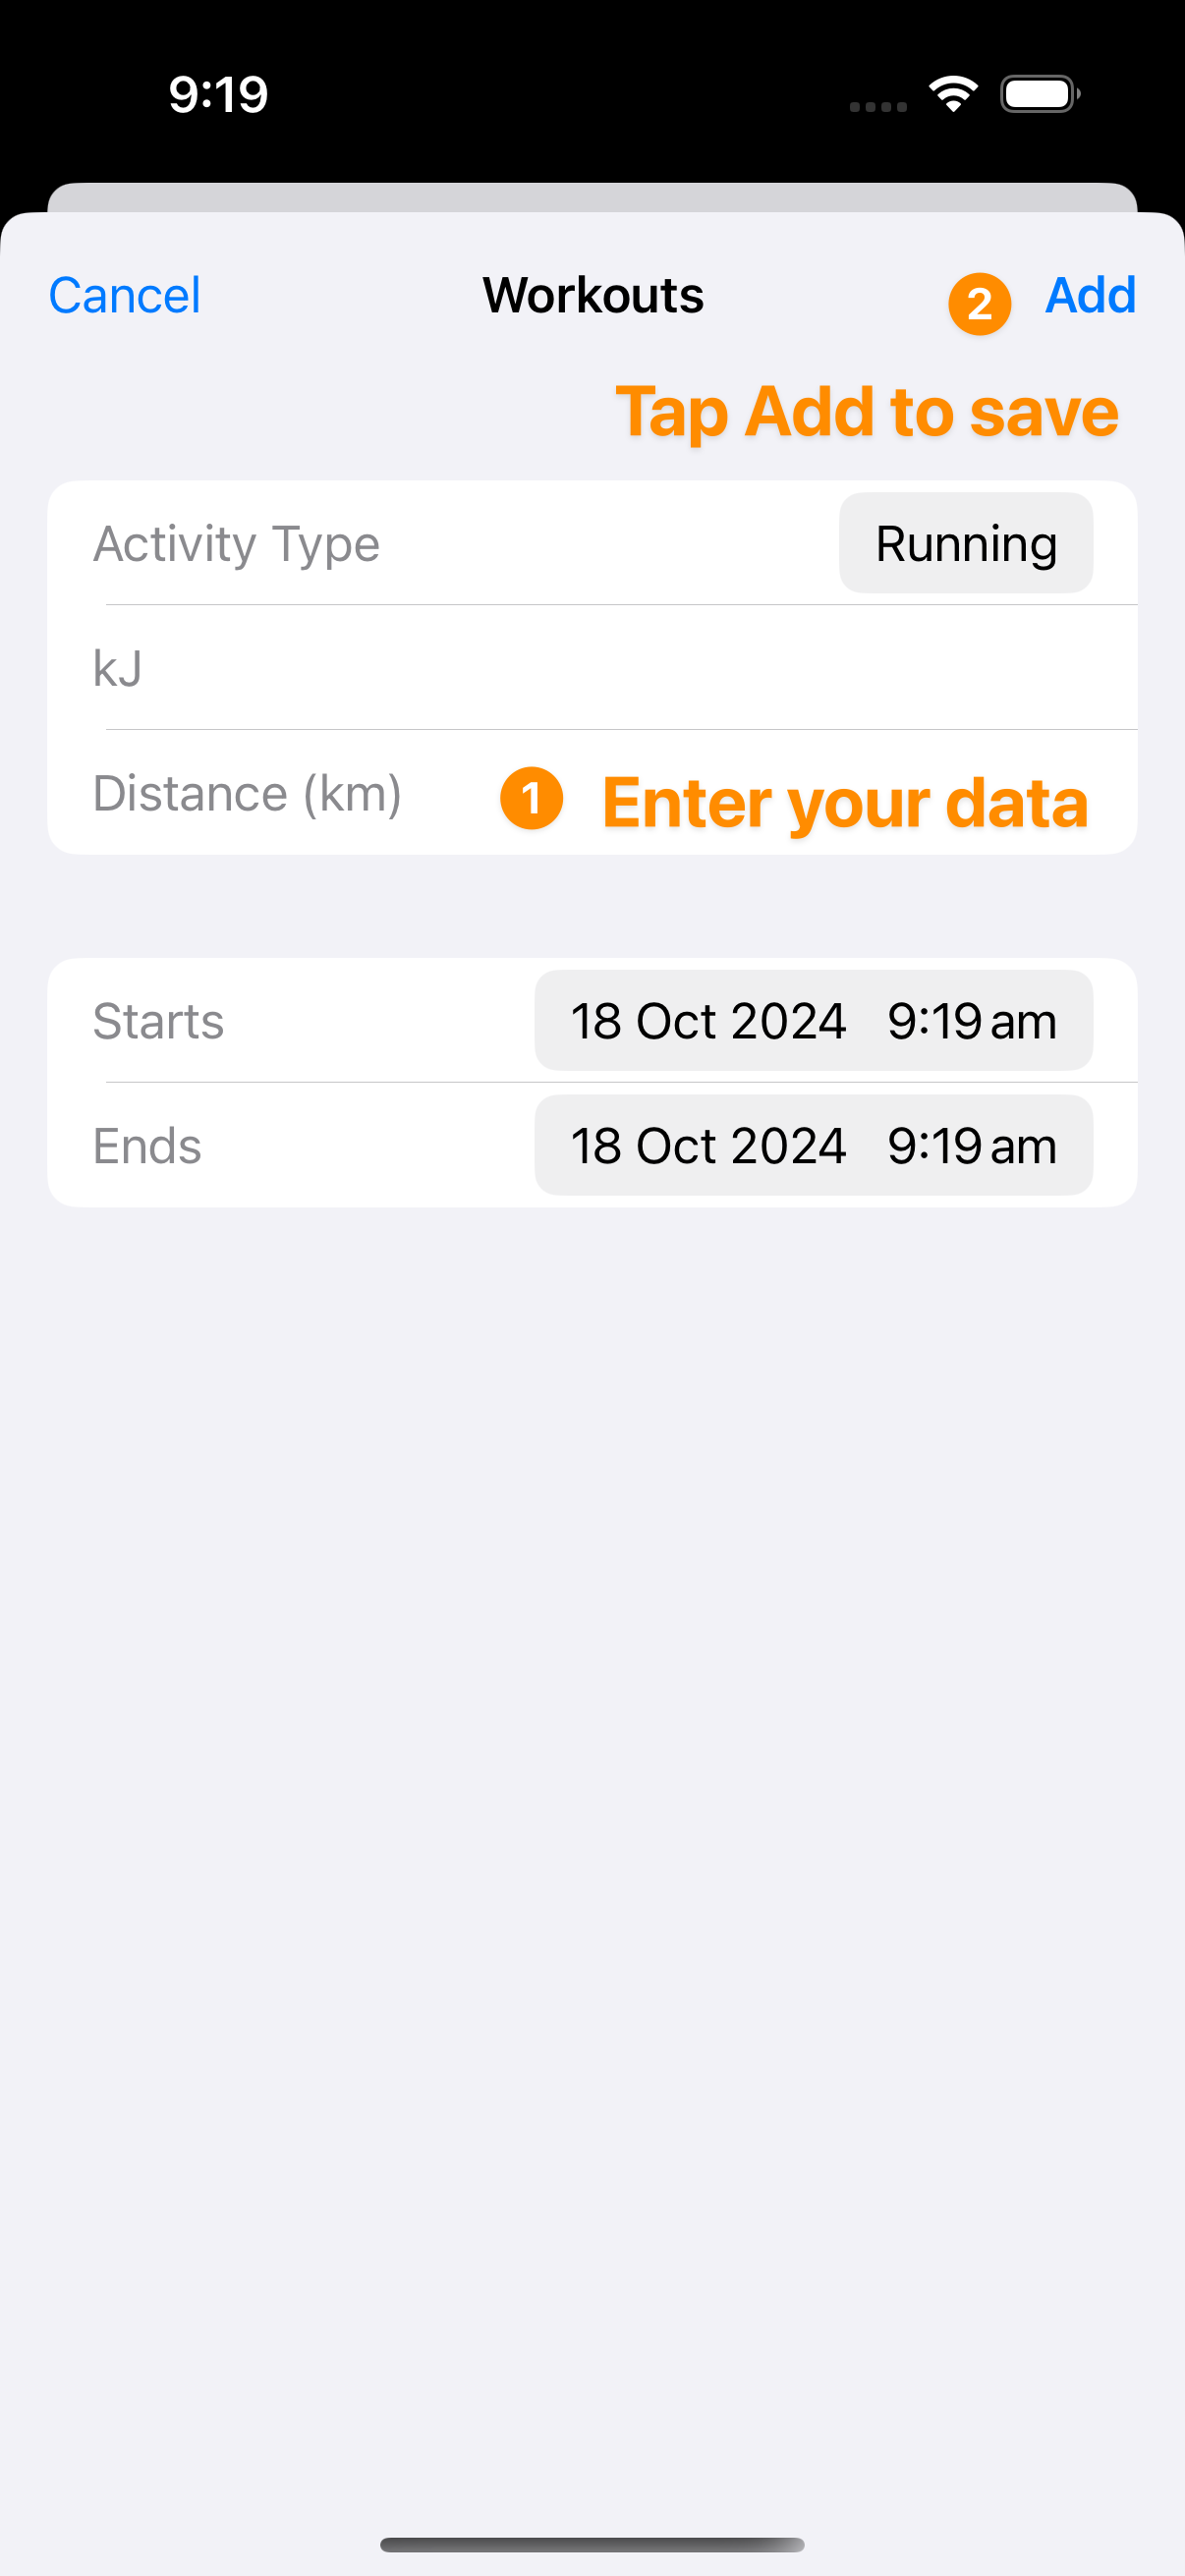 9:19
Cancel Workouts 2 Add
Tap Add to save
Activity Type Running
kJ
Distance (km) 1 Enter your data
Starts 18 Oct 2024 9:19 am
Ends 18 Oct 2024 9:19 am